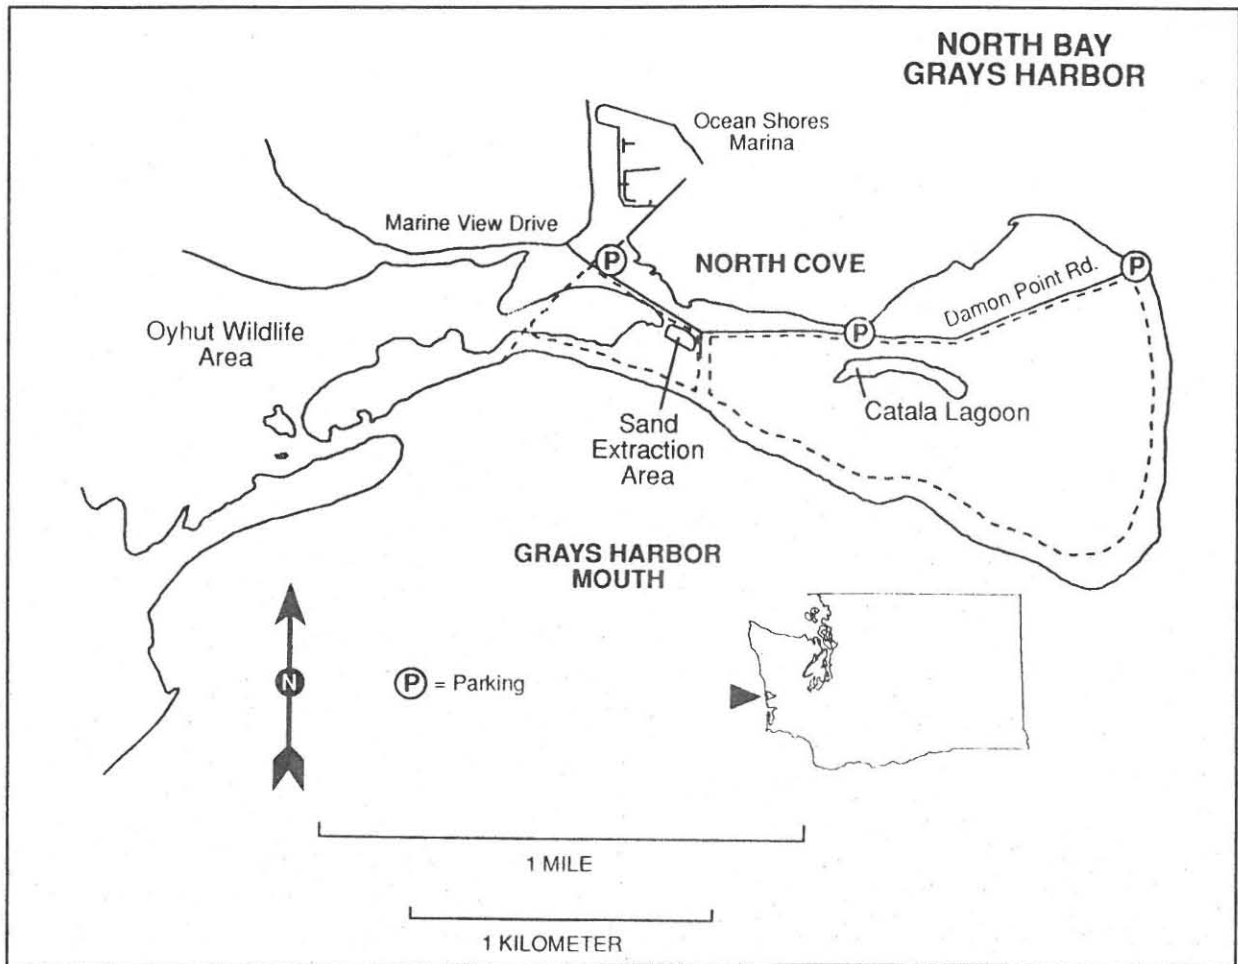 NORTH BAY
GRAYS HARBOR
Ocean Shores
Marina
Marine View Drive
P
NORTH COVE
P
Damon Point Rd.
P
Oyhut Wildlife
Area
Catala Lagoon
Sand
Extraction
Area
GRAYS HARBOR
MOUTH
N
P = Parking
1 MILE
1 KILOMETER